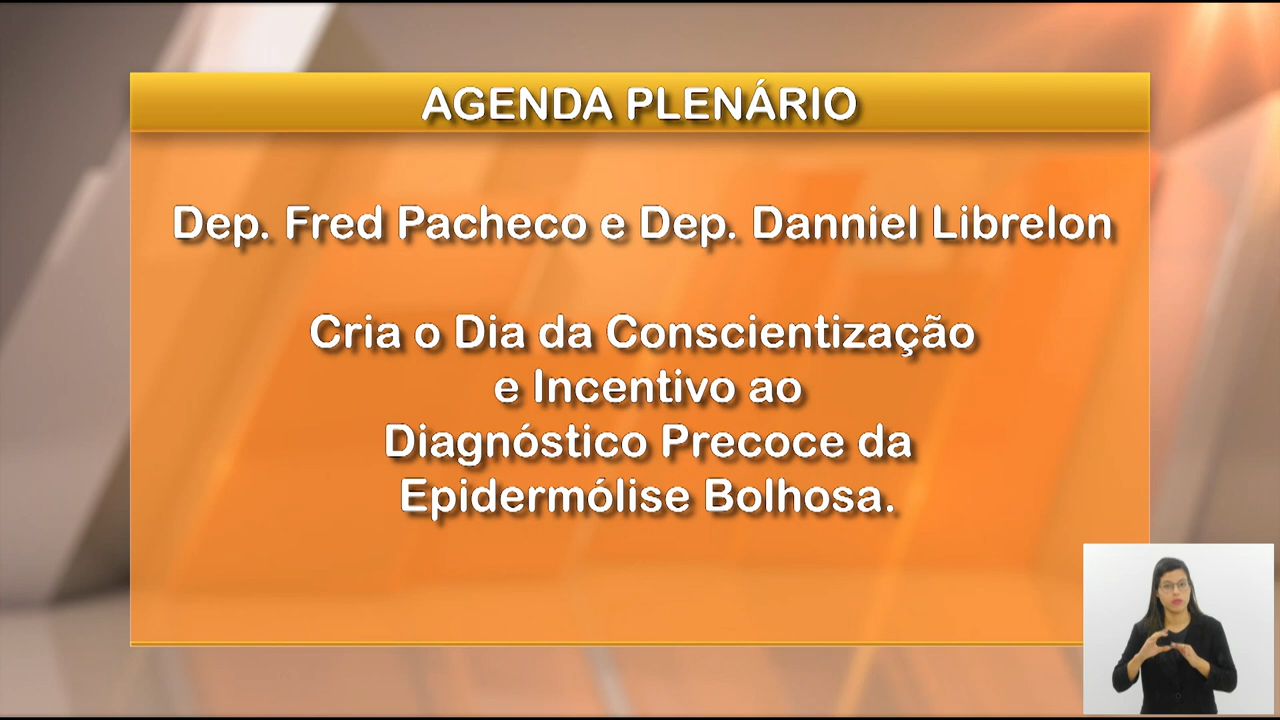 AGENDA PLENÁRIO
Dep. Fred Pacheco e Dep. Danniel Librelon
Cria o Dia da Conscientização
e Incentivo ao
Diagnóstico Precoce da
Epidermólise Bolhosa.